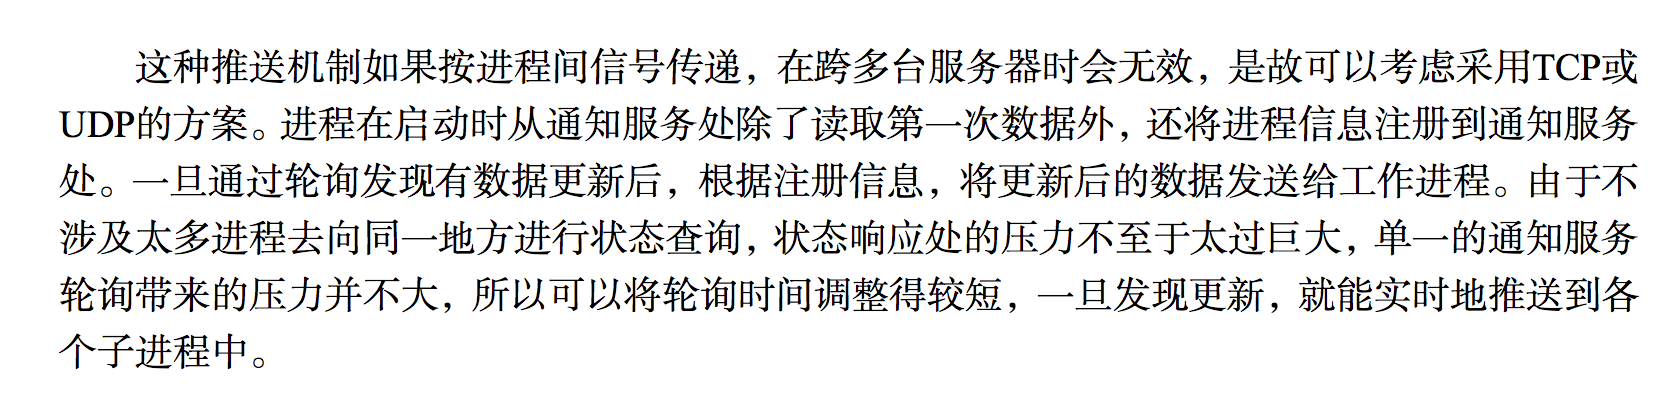 这种推送机制如果按进程间信号传递，在跨多台服务器时会无效，是故可以考虑采用TCP或
UDP的方案。进程在启动时从通知服务处除了读取第一次数据外，还将进程信息注册到通知服务
处。一旦通过轮询发现有数据更新后，根据注册信息，将更新后的数据发送给工作进程。由于不
涉及太多进程去向同一地方进行状态查询，状态响应处的压力不至于太过巨大，单一的通知服务
轮询带来的压力并不大，所以可以将轮询时间调整得较短，一旦发现更新，就能实时地推送到各
个子进程中。